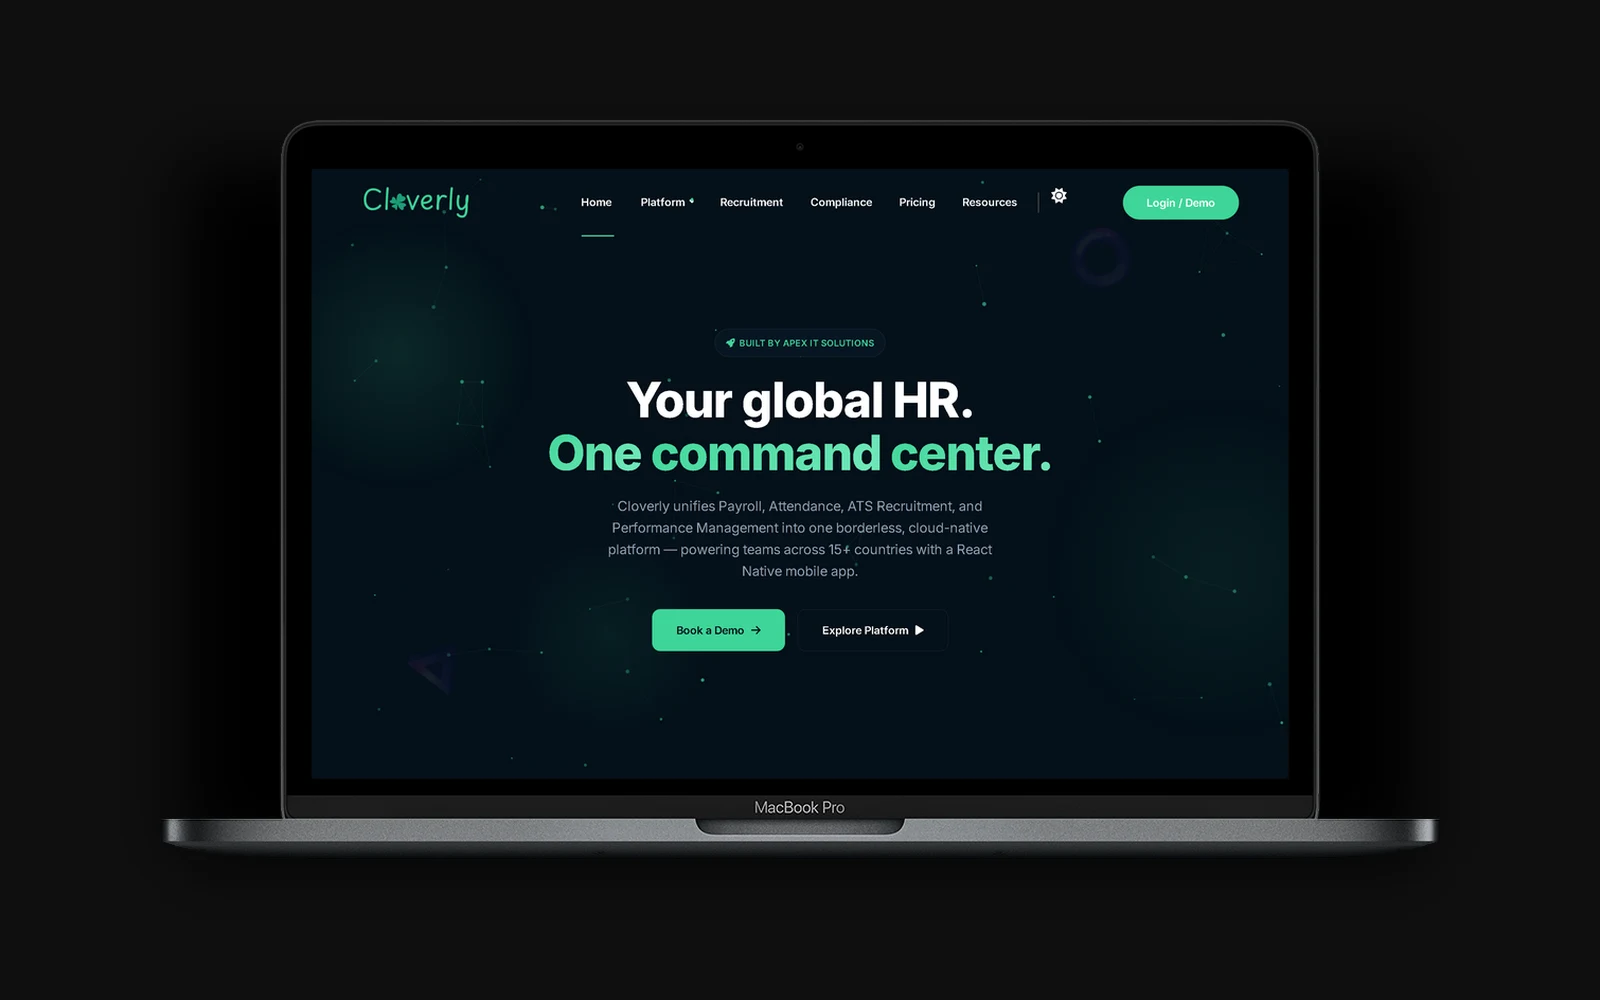 Cloverly
Home Platform Recruitment Compliance Pricing Resources Login / Demo
BUILT BY APEX IT SOLUTIONS
Your global HR.
One command center.
Cloverly unifies Payroll, Attendance, ATS Recruitment, and
Performance Management into one borderless, cloud-native
platform — powering teams across 15+ countries with a React
Native mobile app.
Book a Demo → Explore Platform
MacBook Pro